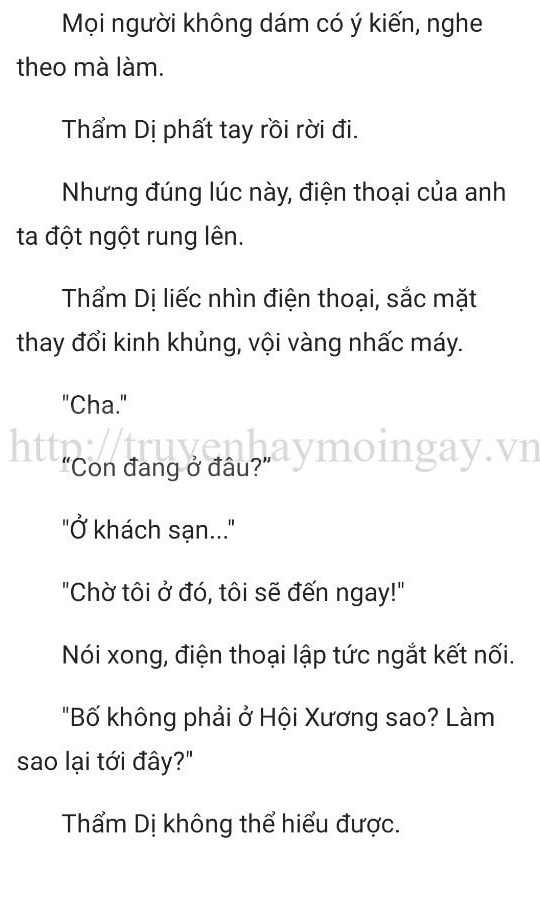 Mọi người không dám có ý kiến, nghe
theo mà làm.
Thẩm Dị phất tay rồi rời đi.
Nhưng đúng lúc này, điện thoại của anh
ta đột ngột rung lên.
Thẩm Dị liếc nhìn điện thoại, sắc mặt
thay đổi kinh khủng, vội vàng nhấc máy.
"Cha."
http://truyenhaymoingay.vn
“Con đang ở đâu?”
"Ở khách sạn..."
"Chờ tôi ở đó, tôi sẽ đến ngay!"
Nói xong, điện thoại lập tức ngắt kết nối.
"Bố không phải ở Hội Xương sao? Làm
sao lại tới đây?"
Thẩm Dị không thể hiểu được.